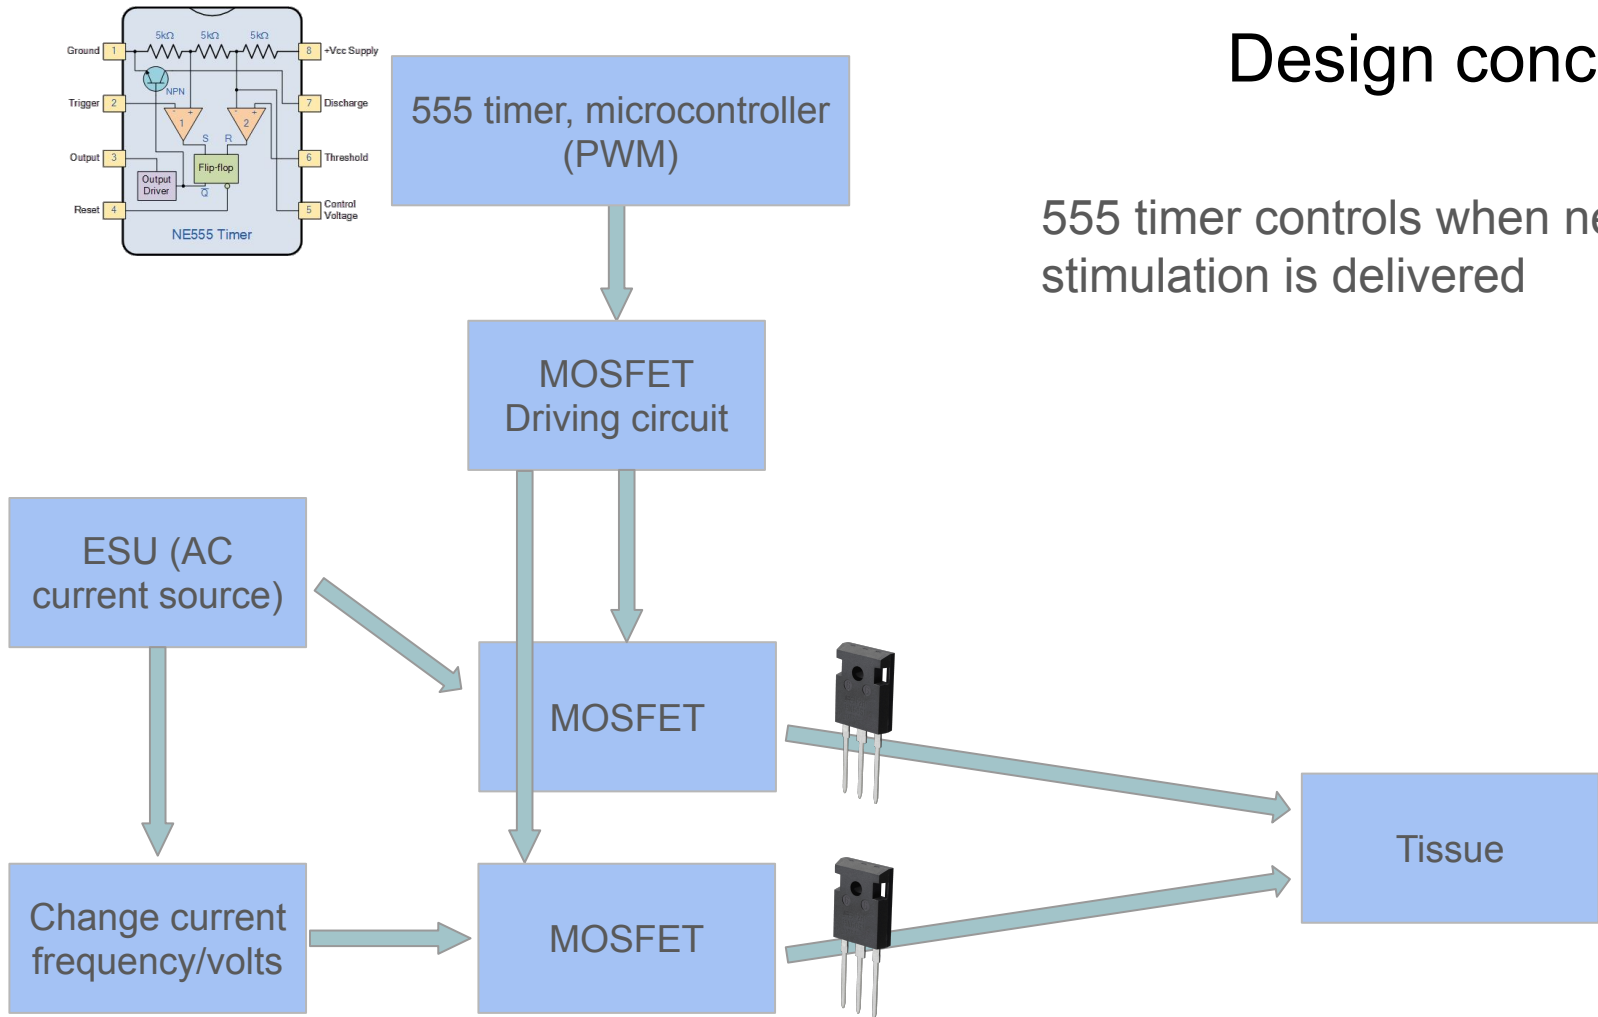 Design conc
555 timer controls when ne
stimulation is delivered
555 timer, microcontroller
(PWM)
MOSFET
Driving circuit
ESU (AC
current source)
MOSFET
Change current
frequency/volts
MOSFET
Tissue
5kΩ 5kΩ 5kΩ
Ground 1 8 +Vcc Supply
NPN
Trigger 2 7 Discharge
- + - +
1 2
S R
Output 3 Flip-flop 6 Threshold
Output
Driver
Q̅
Reset 4 5 Control
Voltage
NE555 Timer